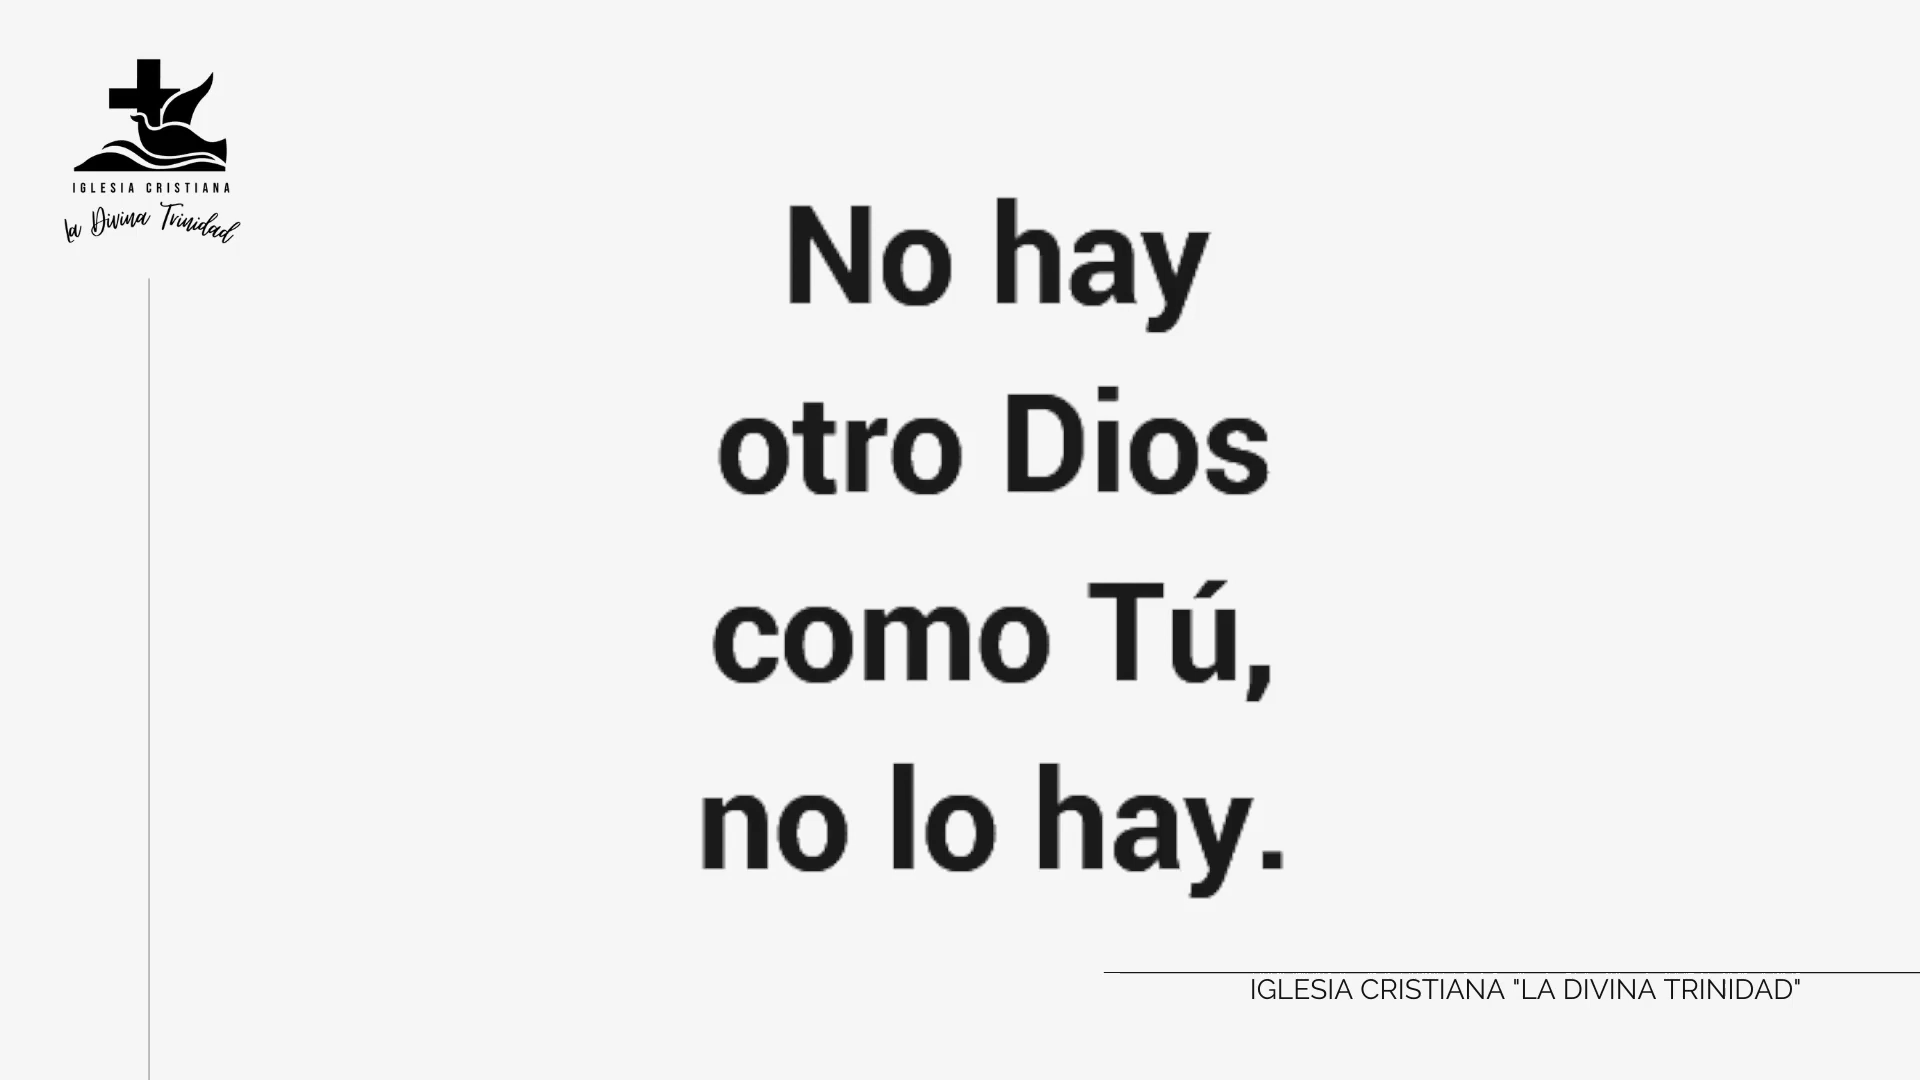 IGLESIA CRISTIANA
La Divina Trinidad
No hay
otro Dios
como Tú,
no lo hay.
IGLESIA CRISTIANA "LA DIVINA TRINIDAD"